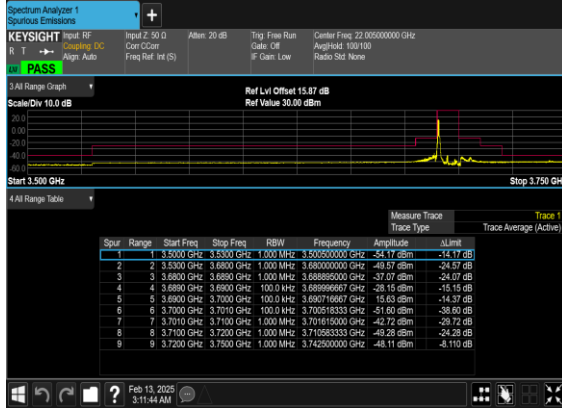 Spectrum Analyzer 1
Spurious Emissions
+
KEYSIGHT Input: RF Input Z: 50 Ω Atten: 20 dB Trig: Free Run Center Freq: 22.005000000 GHz
R T Coupling: DC Corr CCorr Gate: Off Avg|Hold: 100/100
Align: Auto Freq Ref: Int (S) IF Gain: Low Radio Std: None
PASS
3 All Range Graph Ref Lvl Offset 15.87 dB
Scale/Div 10.0 dB Ref Value 30.00 dBm
20.0
0.00
-20.0
-40.0
-60.0
Start 3.500 GHz Stop 3.750 GH
4 All Range Table
Measure Trace Trace 1
Trace Type Trace Average (Active)
Spur Range Start Freq Stop Freq RBW Frequency Amplitude ΔLimit
1 1 3.5000 GHz 3.5300 GHz 1.000 MHz 3.500500000 GHz -54.17 dBm -14.17 dB
2 2 3.5300 GHz 3.6800 GHz 1.000 MHz 3.680000000 GHz -49.57 dBm -24.57 dB
3 3 3.6800 GHz 3.6890 GHz 1.000 MHz 3.688895000 GHz -37.07 dBm -24.07 dB
4 4 3.6890 GHz 3.6900 GHz 100.0 kHz 3.689996667 GHz -28.15 dBm -15.15 dB
5 5 3.6900 GHz 3.7000 GHz 100.0 kHz 3.690716667 GHz 15.63 dBm -14.37 dB
6 6 3.7000 GHz 3.7010 GHz 100.0 kHz 3.700518333 GHz -51.60 dBm -38.60 dB
7 7 3.7010 GHz 3.7100 GHz 1.000 MHz 3.701615000 GHz -42.72 dBm -29.72 dB
8 8 3.7100 GHz 3.7200 GHz 1.000 MHz 3.710583333 GHz -49.28 dBm -24.28 dB
9 9 3.7200 GHz 3.7500 GHz 1.000 MHz 3.742500000 GHz -48.11 dBm -8.110 dB
? Feb 13, 2025
3:11:44 AM